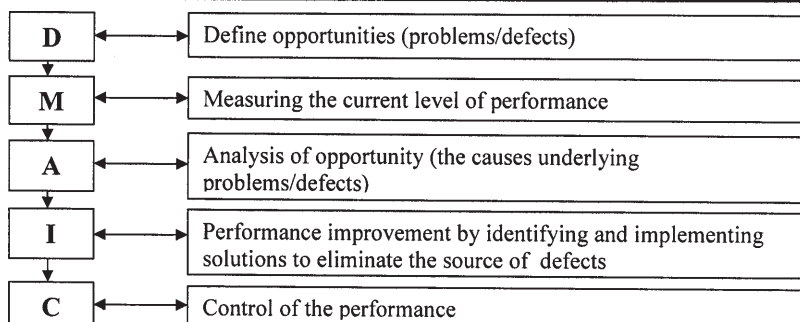 D
Define opportunities (problems/defects)
M
Measuring the current level of performance
A
Analysis of opportunity (the causes underlying
problems/defects)
I
Performance improvement by identifying and implementing
solutions to eliminate the source of defects
C
Control of the performance